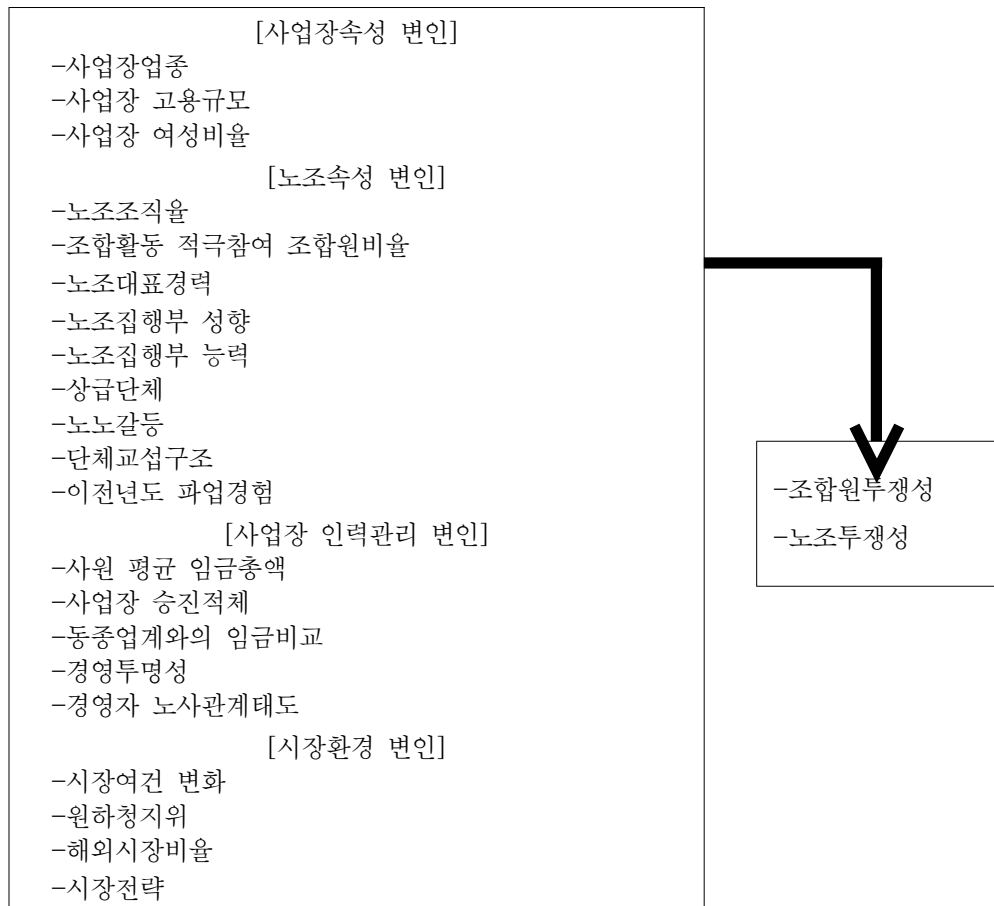 [사업장속성 변인]
-사업장업종
-사업장 고용규모
-사업장 여성비율
[노조속성 변인]
-노조조직율
-조합활동 적극참여 조합원비율
-노조대표경력
-노조집행부 성향
-노조집행부 능력
-상급단체
-노노갈등
-단체교섭구조
-이전년도 파업경험
[사업장 인력관리 변인]
-사원 평균 임금총액
-사업장 승진적체
-동종업계와의 임금비교
-경영투명성
-경영자 노사관계태도
[시장환경 변인]
-시장여건 변화
-원하청지위
-해외시장비율
-시장전략
-조합원투쟁성
-노조투쟁성